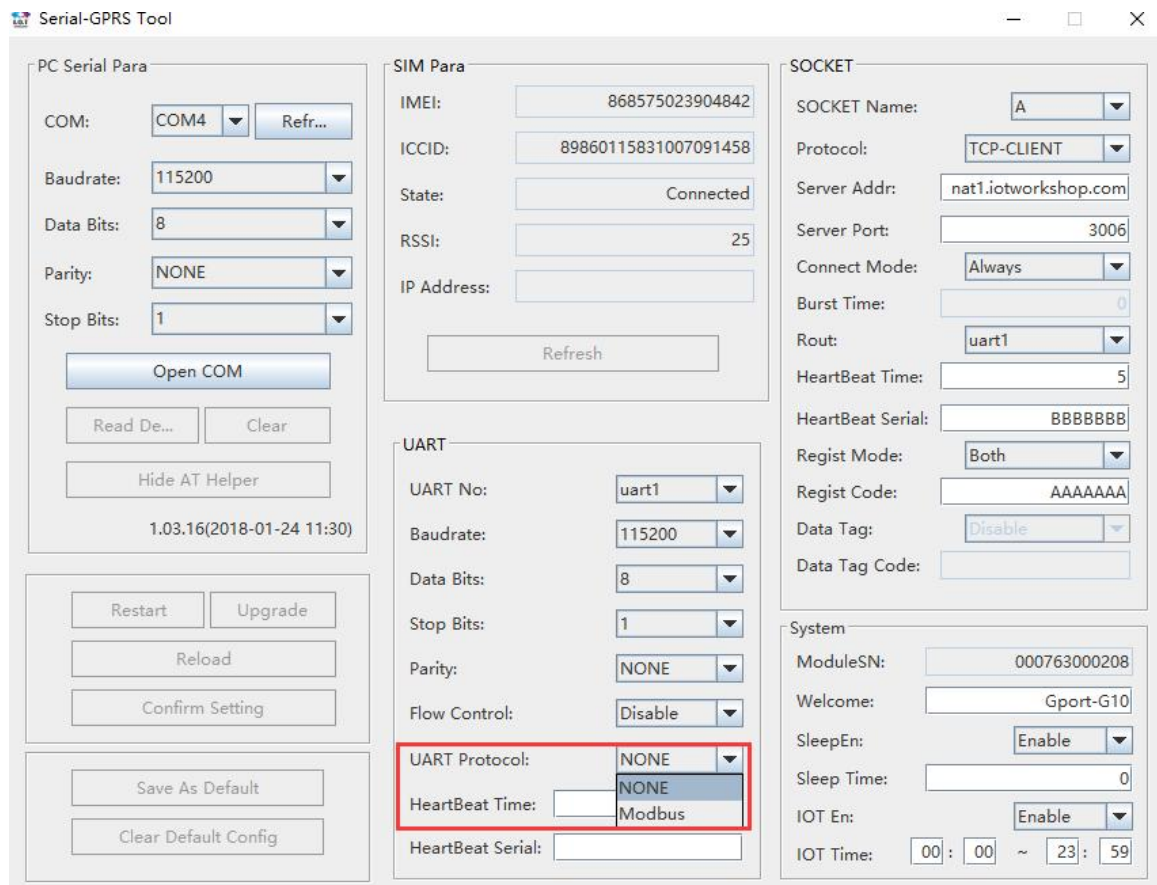 Serial-GPRS Tool
PC Serial Para
COM: COM4 Refr...
Baudrate: 115200
Data Bits: 8
Parity: NONE
Stop Bits: 1
Open COM
Read De... Clear
Hide AT Helper
1.03.16(2018-01-24 11:30)
Restart Upgrade
Reload
Confirm Setting
Save As Default
Clear Default Config
SIM Para
IMEI: 868575023904842
ICCID: 89860115831007091458
State: Connected
RSSI: 25
IP Address:
Refresh
UART
UART No: uart1
Baudrate: 115200
Data Bits: 8
Stop Bits: 1
Parity: NONE
Flow Control: Disable
UART Protocol: NONE
NONE
HeartBeat Time:
Modbus
HeartBeat Serial:
SOCKET
SOCKET Name: A
Protocol: TCP-CLIENT
Server Addr: nat1.iotworkshop.com
Server Port: 3006
Connect Mode: Always
Burst Time: 0
Rout: uart1
HeartBeat Time: 5
HeartBeat Serial: BBBBBBB
Regist Mode: Both
Regist Code: AAAAAAA
Data Tag: Disable
Data Tag Code:
System
ModuleSN: 000763000208
Welcome: Gport-G10
SleepEn: Enable
Sleep Time: 0
IOT En: Enable
IOT Time: 00 : 00 ~ 23 : 59